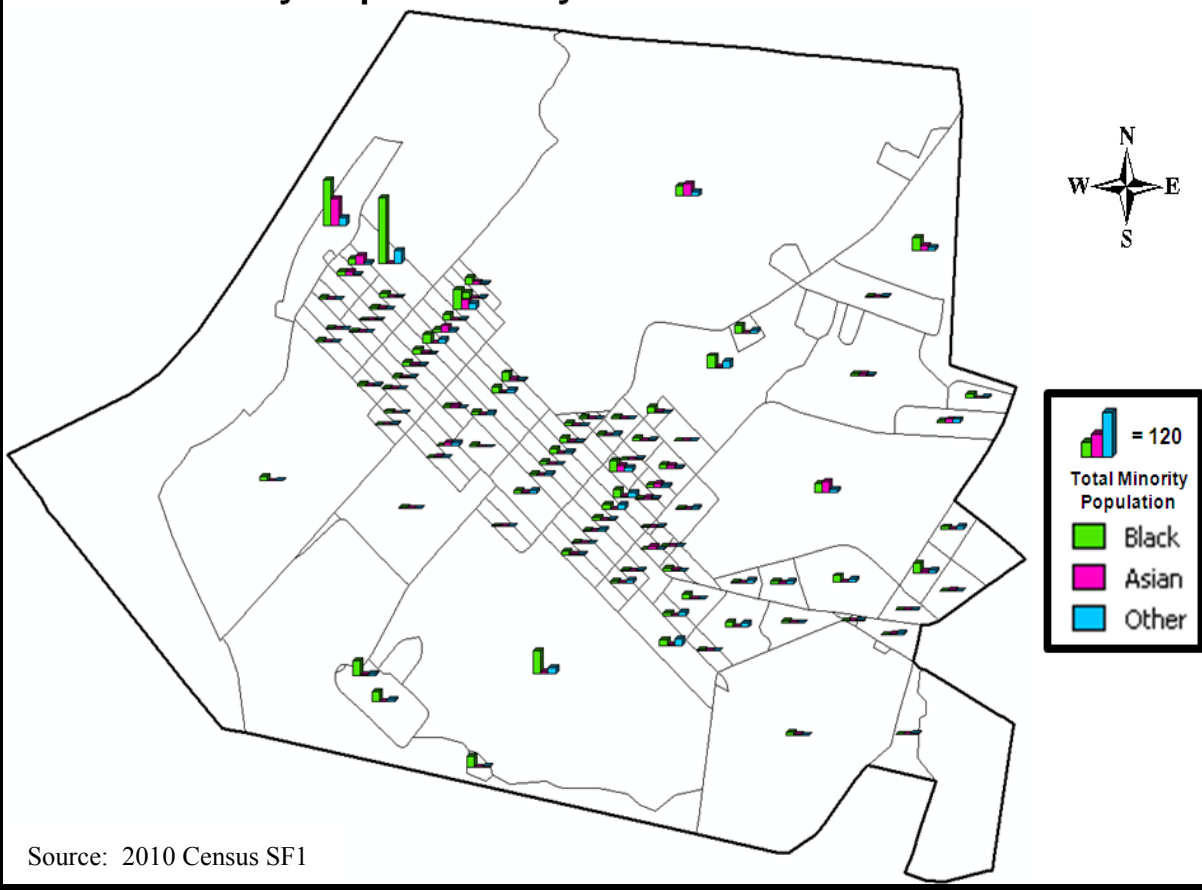 N
W E
S
= 120
Total Minority
Population
Black
Asian
Other
Source: 2010 Census SF1